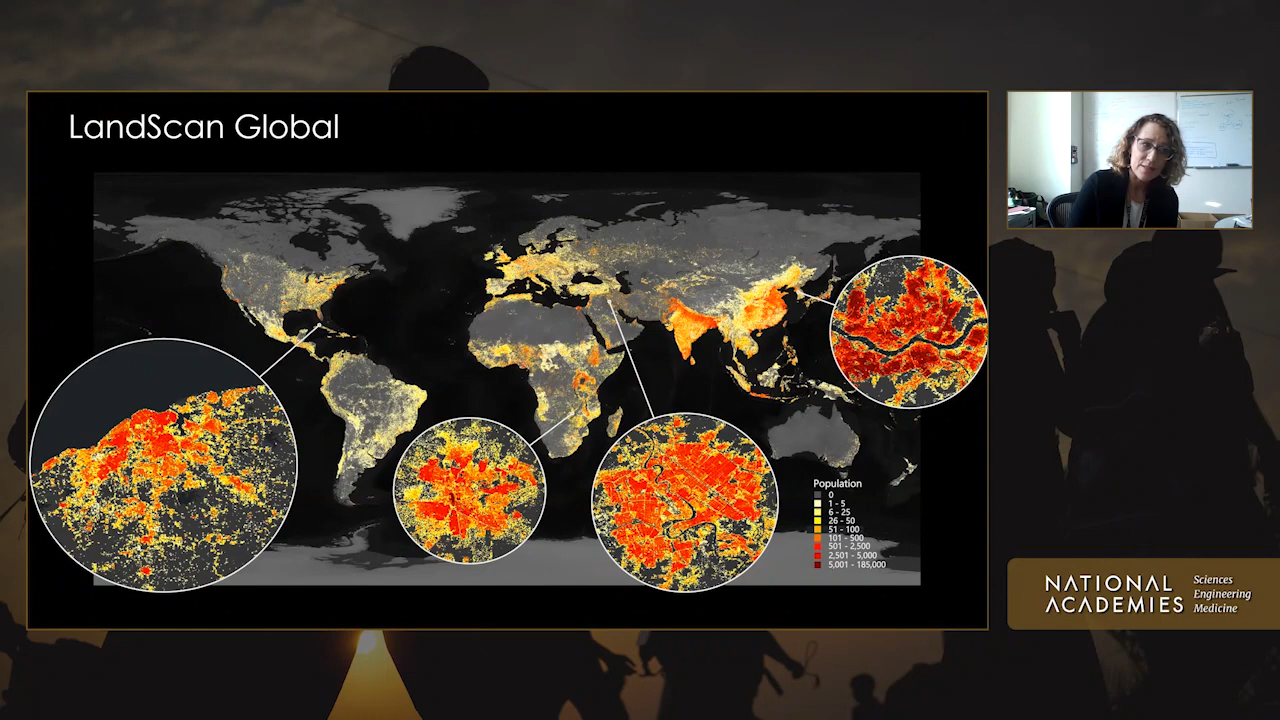 LandScan Global
Population
0
1 - 5
6 - 25
26 - 50
51 - 100
101 - 500
501 - 2,500
2,501 - 5,000
5,001 - 185,000
NATIONAL
ACADEMIES
Sciences
Engineering
Medicine